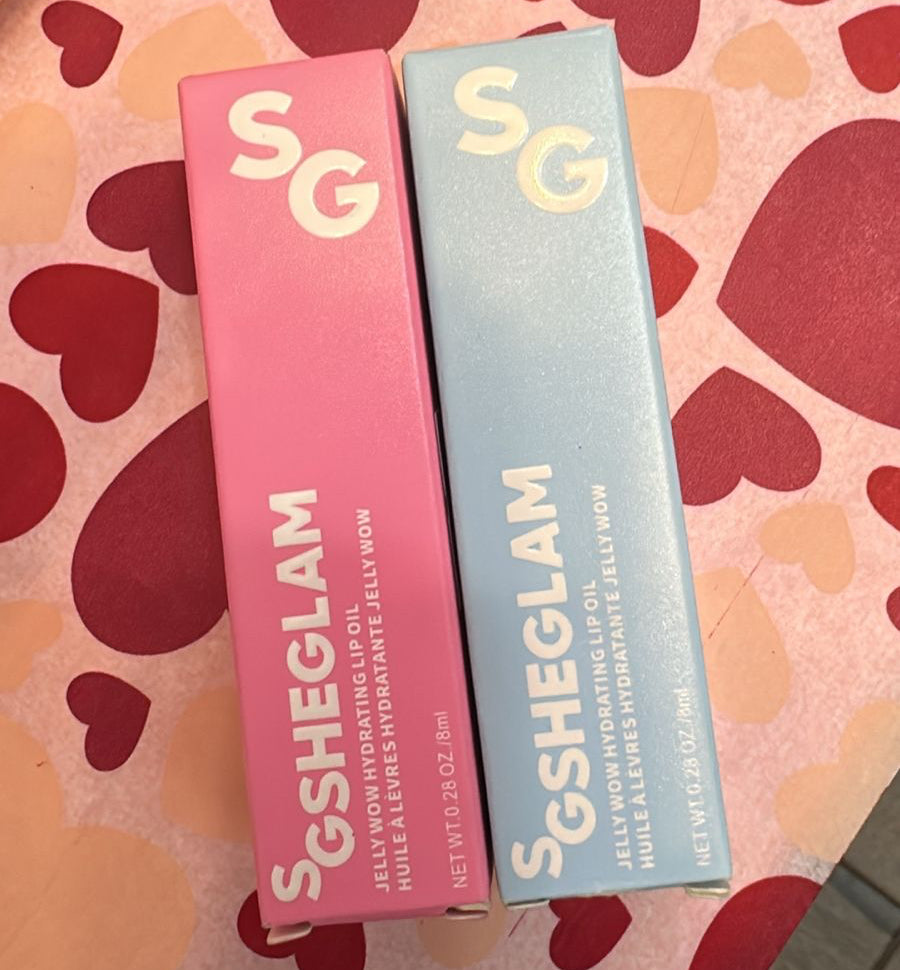 SG
SGSHEGLAM
JELLY WOW HYDRATING LIP OIL
HUILE À LÈVRES HYDRATANTE JELLY WOW
NET WT.0.28 OZ./8ml
SG
SGSHEGLAM
JELLY WOW HYDRATING LIP OIL
HUILE À LÈVRES HYDRATANTE JELLY WOW
NET WT.0.28 OZ./8ml